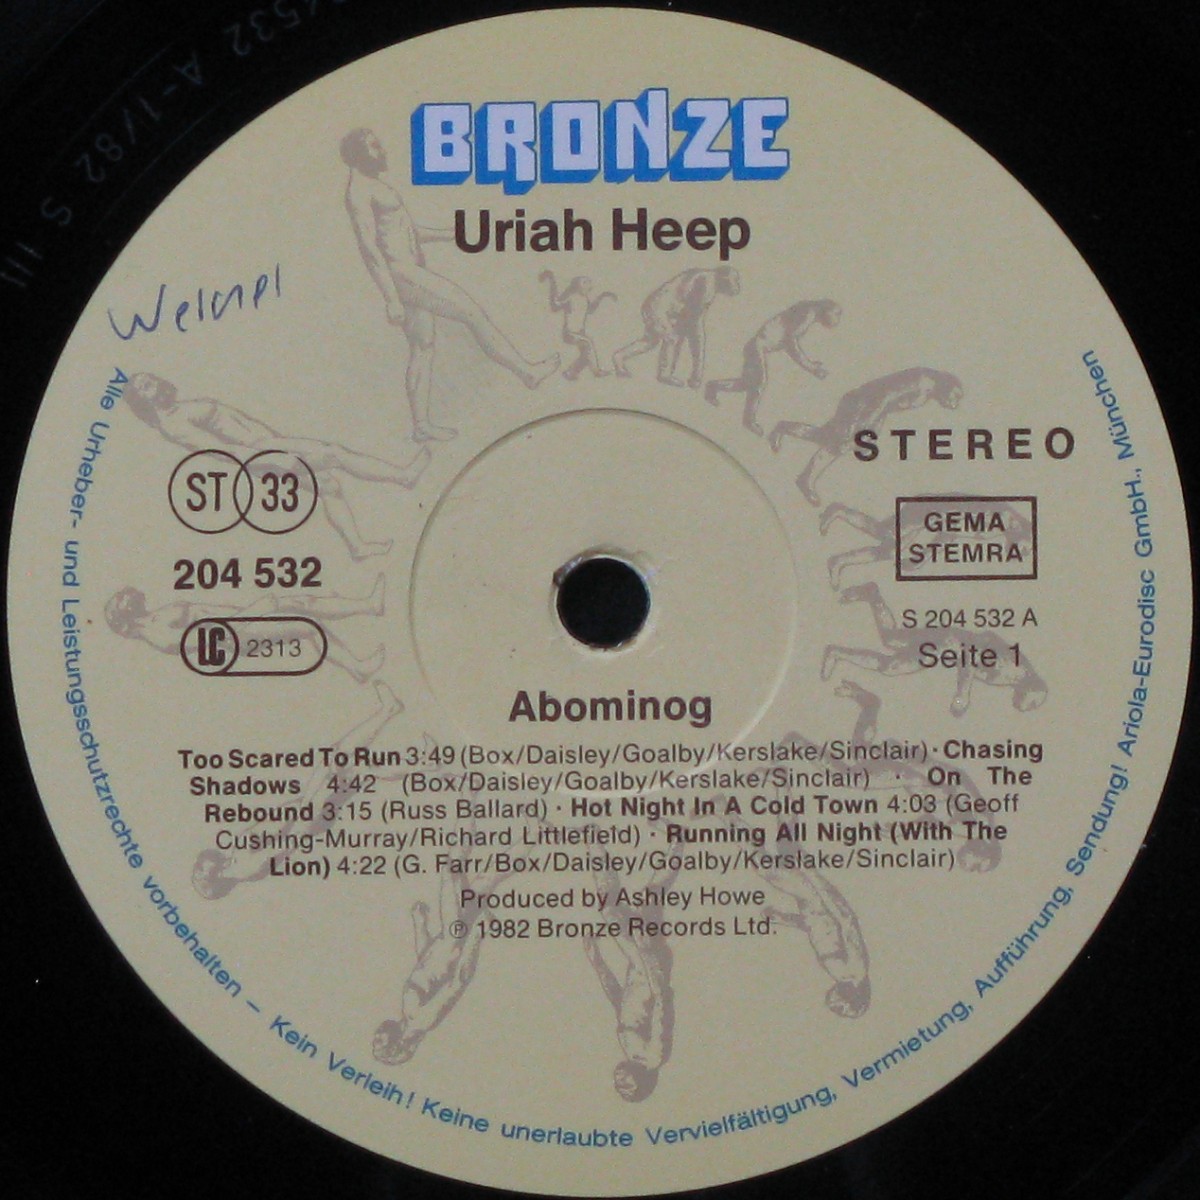 BRONZE
Uriah Heep
STEREO
ST 33
GEMA
STEMRA
204 532
S 204 532 A
LC 2313
Seite 1
Abominog
Too Scared To Run 3:49 (Box/Daisley/Goalby/Kerslake/Sinclair) · Chasing
Shadows 4:42 (Box/Daisley/Goalby/Kerslake/Sinclair) · On The
Rebound 3:15 (Russ Ballard) · Hot Night In A Cold Town 4:03 (Geoff
Cushing-Murray/Richard Littlefield) · Running All Night (With The
Lion) 4:22 (G. Farr/Box/Daisley/Goalby/Kerslake/Sinclair)
Produced by Ashley Howe
℗ 1982 Bronze Records Ltd.
Alle Urheber- und Leistungsschutzrechte vorbehalten – Kein Verleih! Keine unerlaubte Vervielfältigung, Vermietung, Aufführung, Sendung! Ariola-Eurodisc GmbH., München
4532 A-1/82 S III